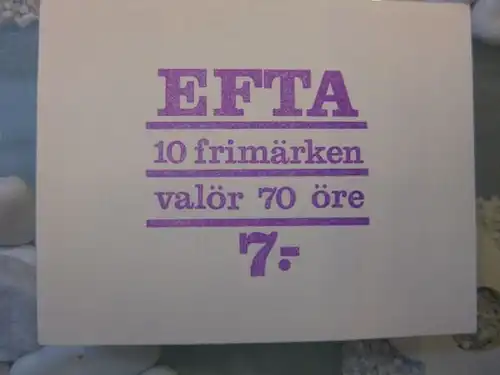 EFTA
10 frimärken
valör 70 öre
7:-